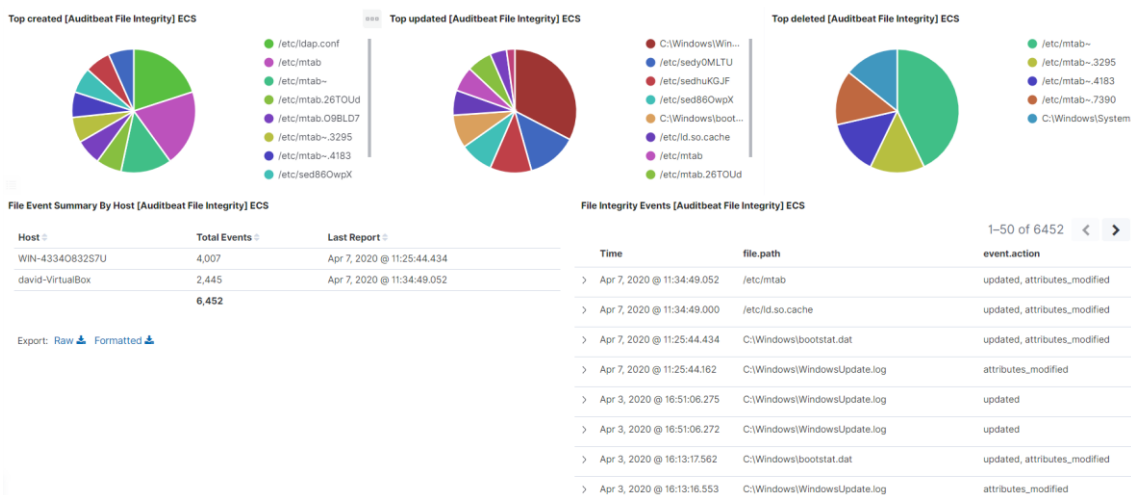 Top created [Auditbeat File Integrity] ECS
/etc/ldap.conf
/etc/mtab
/etc/mtab~
/etc/mtab.26TOUd
/etc/mtab.O9BLD7
/etc/mtab~.3295
/etc/mtab~.4183
/etc/sed86OwpX
Top updated [Auditbeat File Integrity] ECS
C:\Windows\Win...
/etc/sedy0MLTU
/etc/sedhuKGJF
/etc/sed86OwpX
C:\Windows\boot...
/etc/ld.so.cache
/etc/mtab
/etc/mtab.26TOUd
Top deleted [Auditbeat File Integrity] ECS
/etc/mtab~
/etc/mtab~.3295
/etc/mtab~.4183
/etc/mtab~.7390
C:\Windows\System
File Event Summary By Host [Auditbeat File Integrity] ECS
Host Total Events Last Report
WIN-4334O832S7U 4,007 Apr 7, 2020 @ 11:25:44.434
david-VirtualBox 2,445 Apr 7, 2020 @ 11:34:49.052
6,452
Export: Raw Formatted
File Integrity Events [Auditbeat File Integrity] ECS
1–50 of 6452
Time file.path event.action
Apr 7, 2020 @ 11:34:49.052 /etc/mtab updated, attributes_modified
Apr 7, 2020 @ 11:34:49.000 /etc/ld.so.cache updated, attributes_modified
Apr 7, 2020 @ 11:25:44.434 C:\Windows\bootstat.dat updated, attributes_modified
Apr 7, 2020 @ 11:25:44.162 C:\Windows\WindowsUpdate.log attributes_modified
Apr 3, 2020 @ 16:51:06.275 C:\Windows\WindowsUpdate.log updated
Apr 3, 2020 @ 16:51:06.272 C:\Windows\WindowsUpdate.log updated
Apr 3, 2020 @ 16:13:17.562 C:\Windows\bootstat.dat updated, attributes_modified
Apr 3, 2020 @ 16:13:16.553 C:\Windows\WindowsUpdate.log attributes_modified